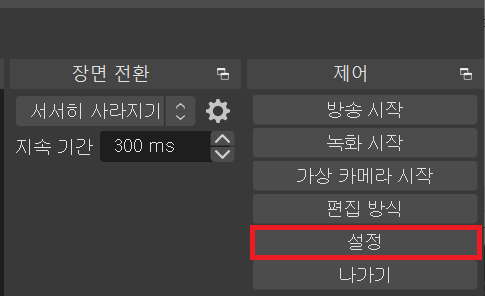 장면 전환
서서히 사라지기
지속 기간 300 ms
제어
방송 시작
녹화 시작
가상 카메라 시작
편집 방식
설정
나가기